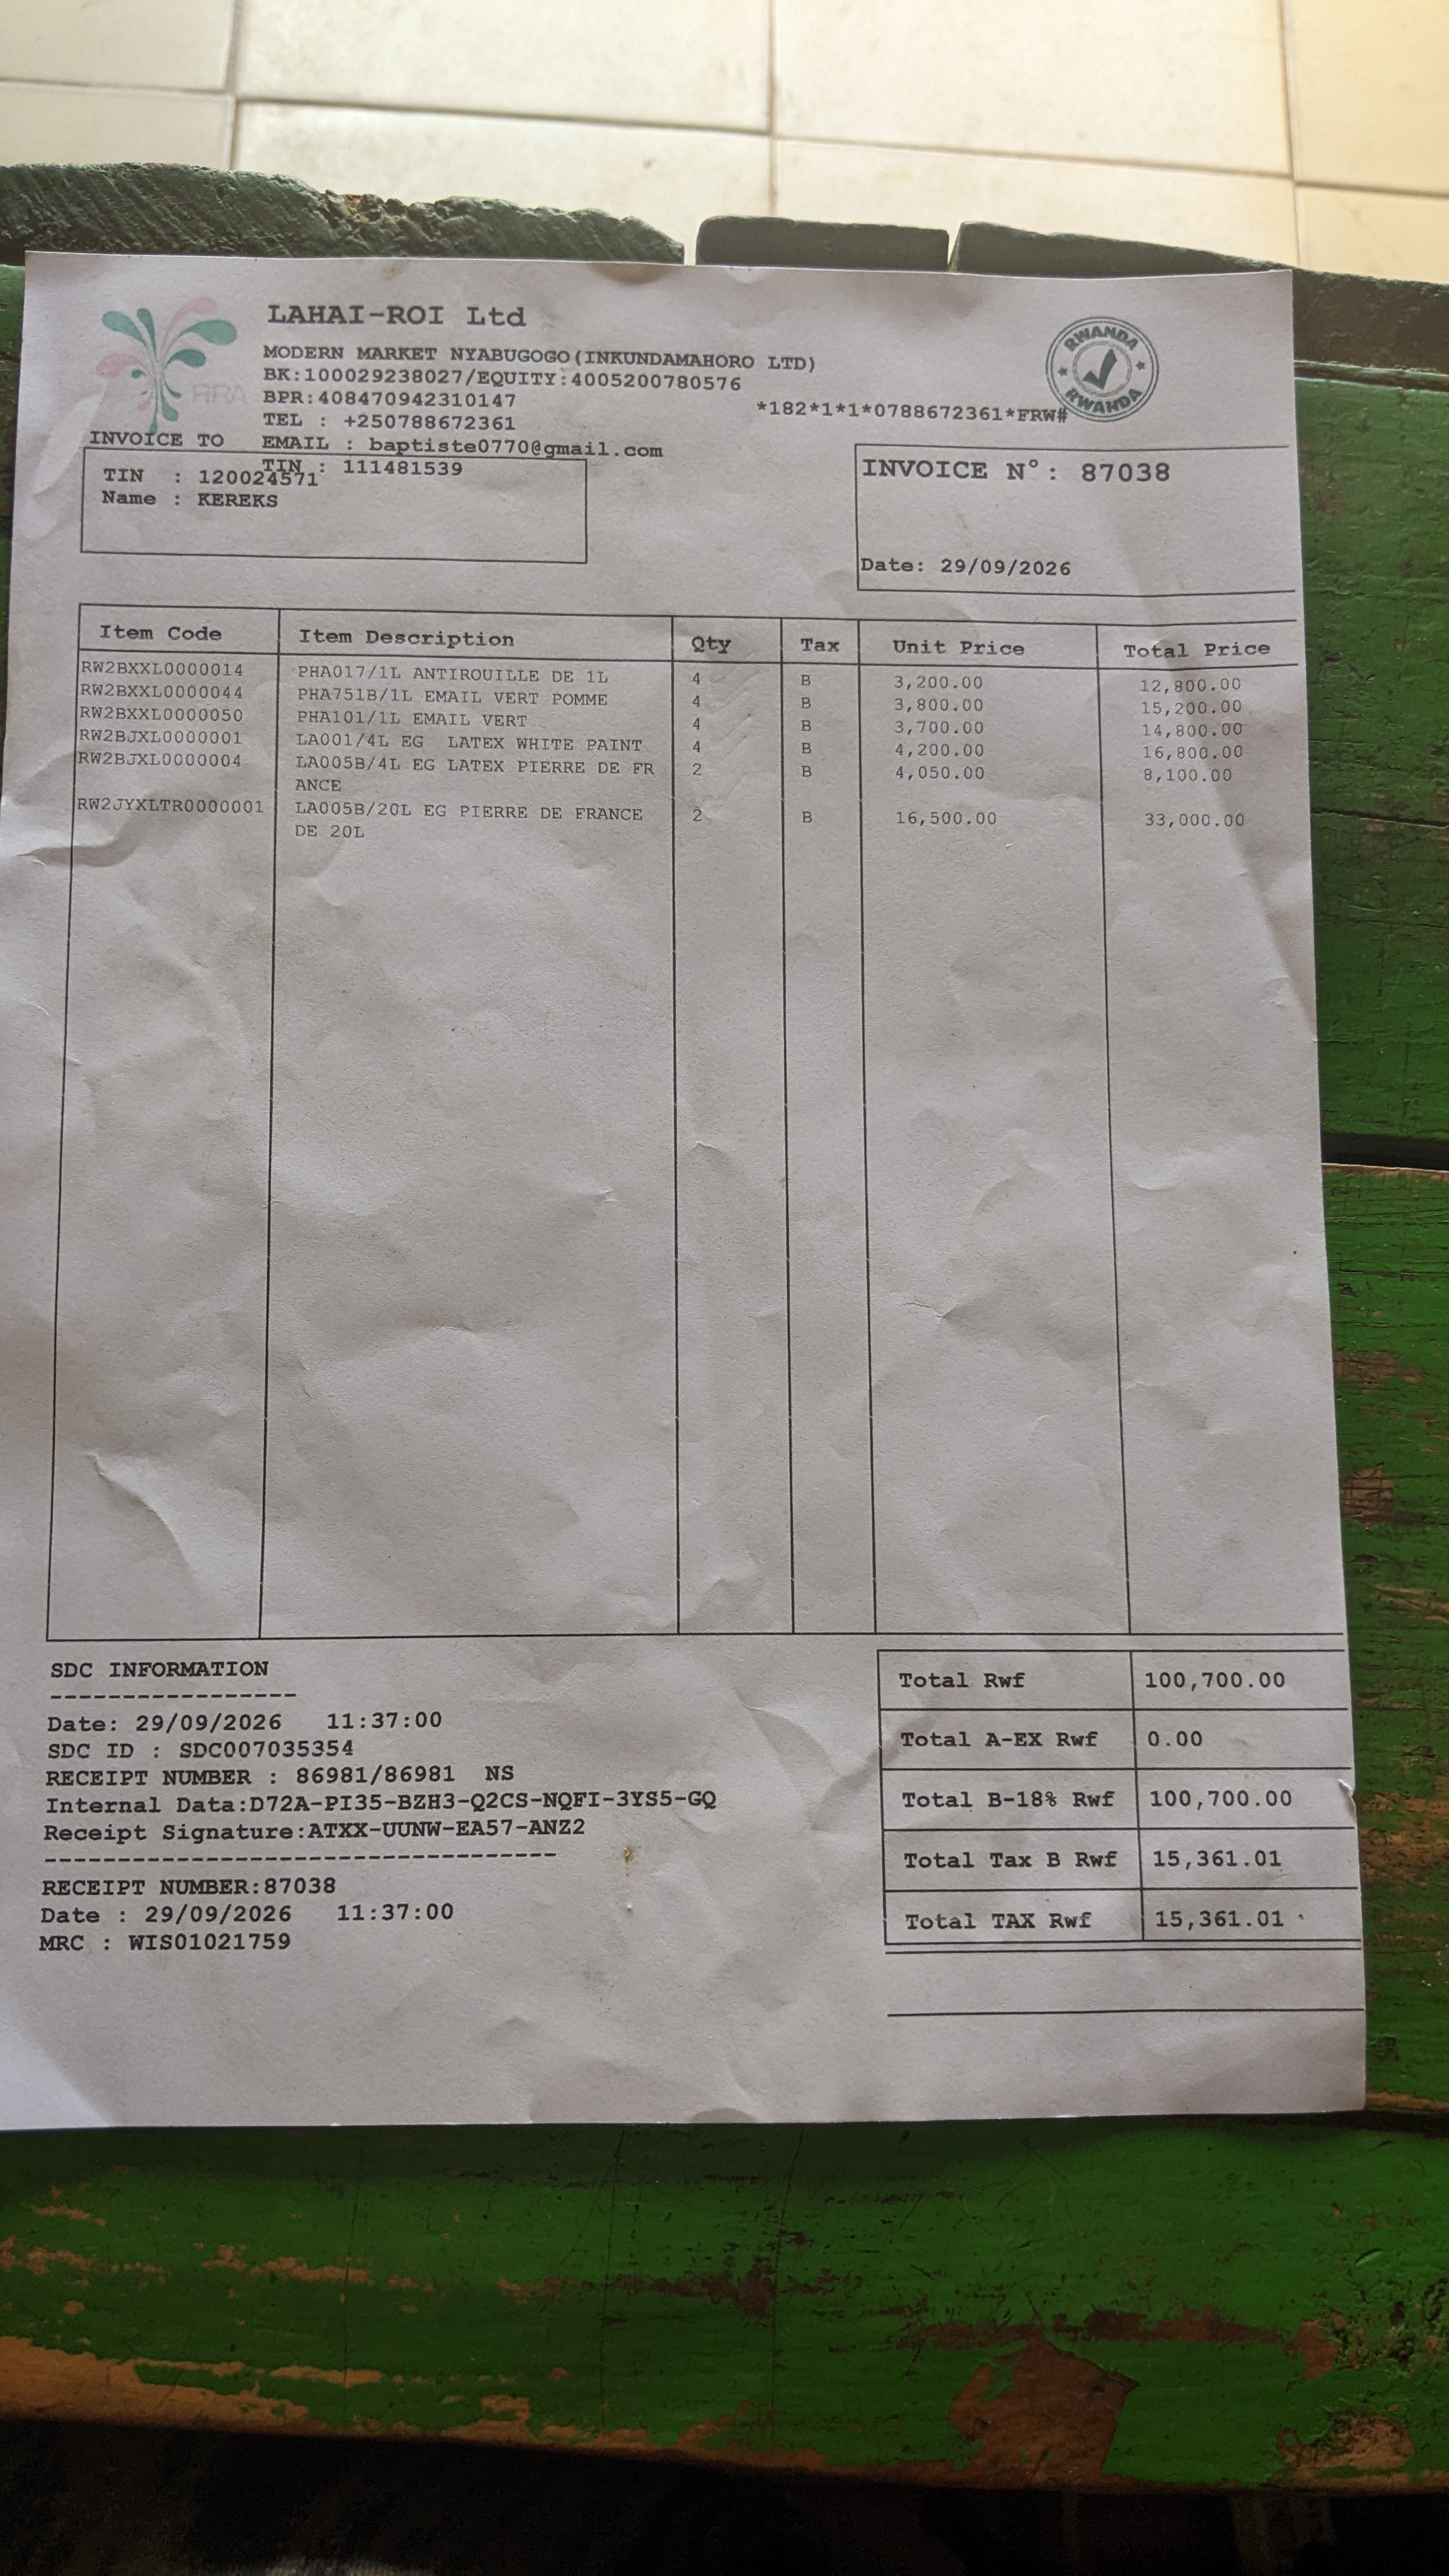 LAHAI-ROI Ltd
MODERN MARKET NYABUGOGO(INKUNDAMAHORO LTD)
BK:100029238027/EQUITY:4005200780576
BPR:408470942310147
TEL : +250788672361
EMAIL : baptiste0770@gmail.com
TIN : 111481539
RRA
RWANDA
RWANDA
*182*1*1*0788672361*FRW#
INVOICE TO
TIN : 120024571
Name : KEREKS
INVOICE N°: 87038
Date: 29/09/2026
Item Code Item Description Qty Tax Unit Price Total Price
RW2BXXL0000014 PHA017/1L ANTIROUILLE DE 1L 4 B 3,200.00 12,800.00
RW2BXXL0000044 PHA751B/1L EMAIL VERT POMME 4 B 3,800.00 15,200.00
RW2BXXL0000050 PHA101/1L EMAIL VERT 4 B 3,700.00 14,800.00
RW2BJXL0000001 LA001/4L EG LATEX WHITE PAINT 4 B 4,200.00 16,800.00
RW2BJXL0000004 LA005B/4L EG LATEX PIERRE DE FR 2 B 4,050.00 8,100.00
ANCE
RW2JYXLTR0000001 LA005B/20L EG PIERRE DE FRANCE 2 B 16,500.00 33,000.00
DE 20L
SDC INFORMATION
-----------------
Date: 29/09/2026 11:37:00
SDC ID : SDC007035354
RECEIPT NUMBER : 86981/86981 NS
Internal Data:D72A-PI35-BZH3-Q2CS-NQFI-3YS5-GQ
Receipt Signature:ATXX-UUNW-EA57-ANZ2
-----------------------------------
RECEIPT NUMBER:87038
Date : 29/09/2026 11:37:00
MRC : WIS01021759
Total Rwf 100,700.00
Total A-EX Rwf 0.00
Total B-18% Rwf 100,700.00
Total Tax B Rwf 15,361.01
Total TAX Rwf 15,361.01